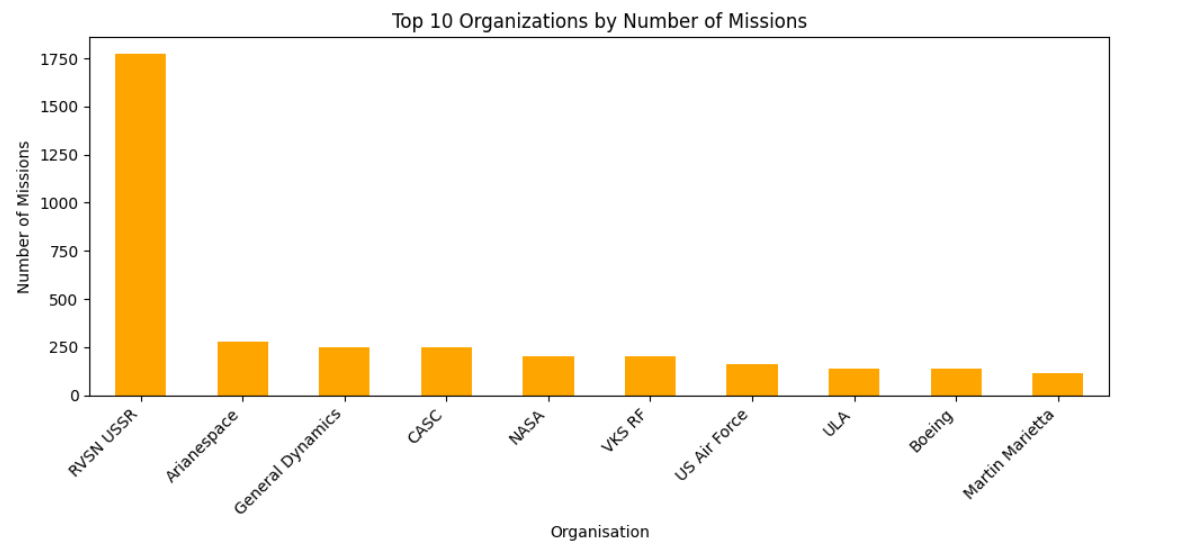 Top 10 Organizations by Number of Missions
Number of Missions
1750
1500
1250
1000
750
500
250
0
RVSN USSR
Arianespace
General Dynamics
CASC
NASA
VKS RF
US Air Force
ULA
Boeing
Martin Marietta
Organisation